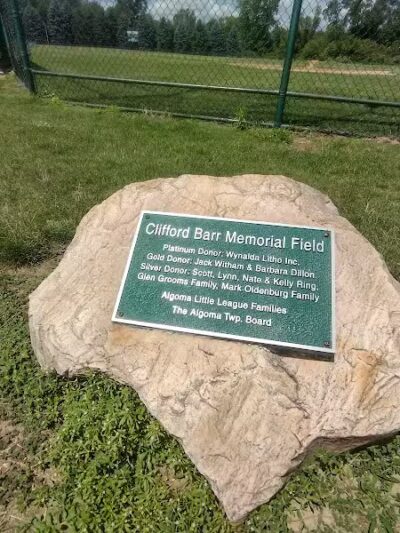 Clifford Barr Memorial Field
Platinum Donor: Wynalda Litho Inc.
Gold Donor: Jack Witham & Barbara Dillon
Silver Donor: Scott, Lynn, Nate & Kelly Ring,
Glen Grooms Family, Mark Oldenburg Family
Algoma Little League Families
The Algoma Twp. Board